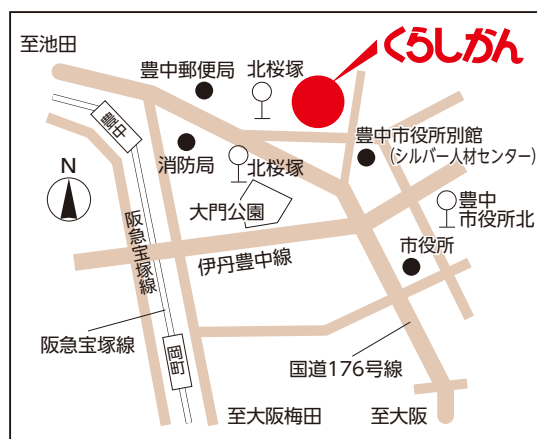 至池田
くらしかん
豊中郵便局
北桜塚
豊中
消防局
北桜塚
豊中市役所別館
(シルバー人材センター)
N
大門公園
豊中
市役所北
阪急宝塚線
伊丹豊中線
市役所
阪急宝塚線
岡町
国道176号線
至大阪梅田
至大阪